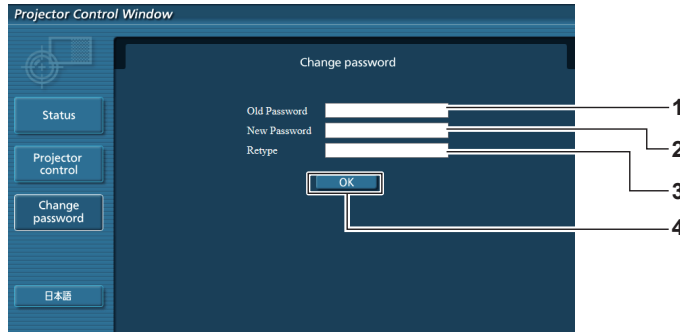 Projector Control Window
Change password
Status
Projector
control
Change
password
日本語
Old Password
New Password
Retype
OK
1
2
3
4